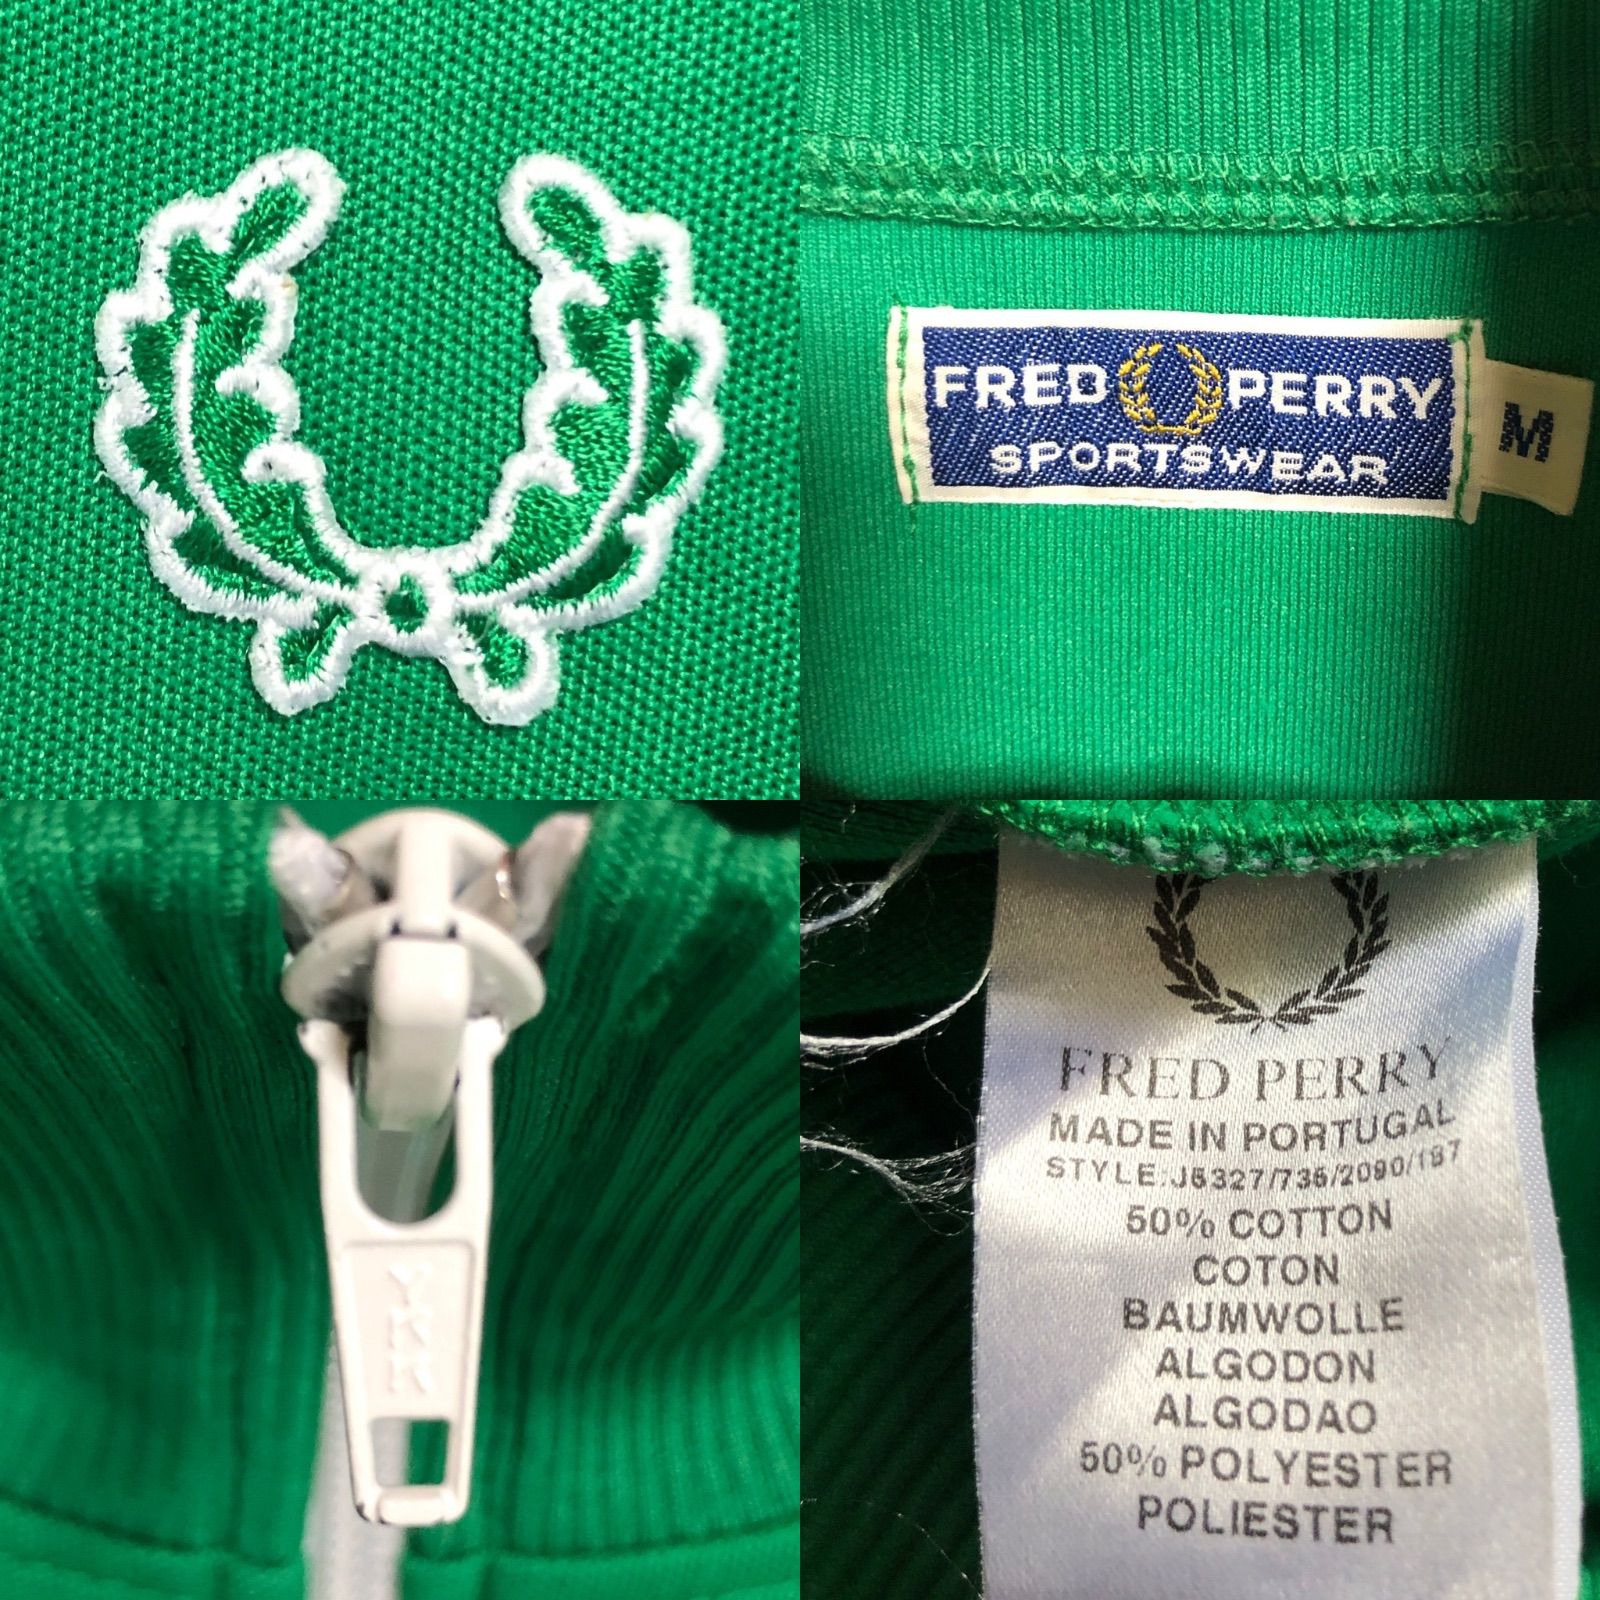 FRED PERRY
SPORTSWEAR
M
YKK
FRED PERRY
MADE IN PORTUGAL
STYLE:J5327/735/2090/187
50% COTTON
COTON
BAUMWOLLE
ALGODON
ALGODAO
50% POLYESTER
POLIESTER